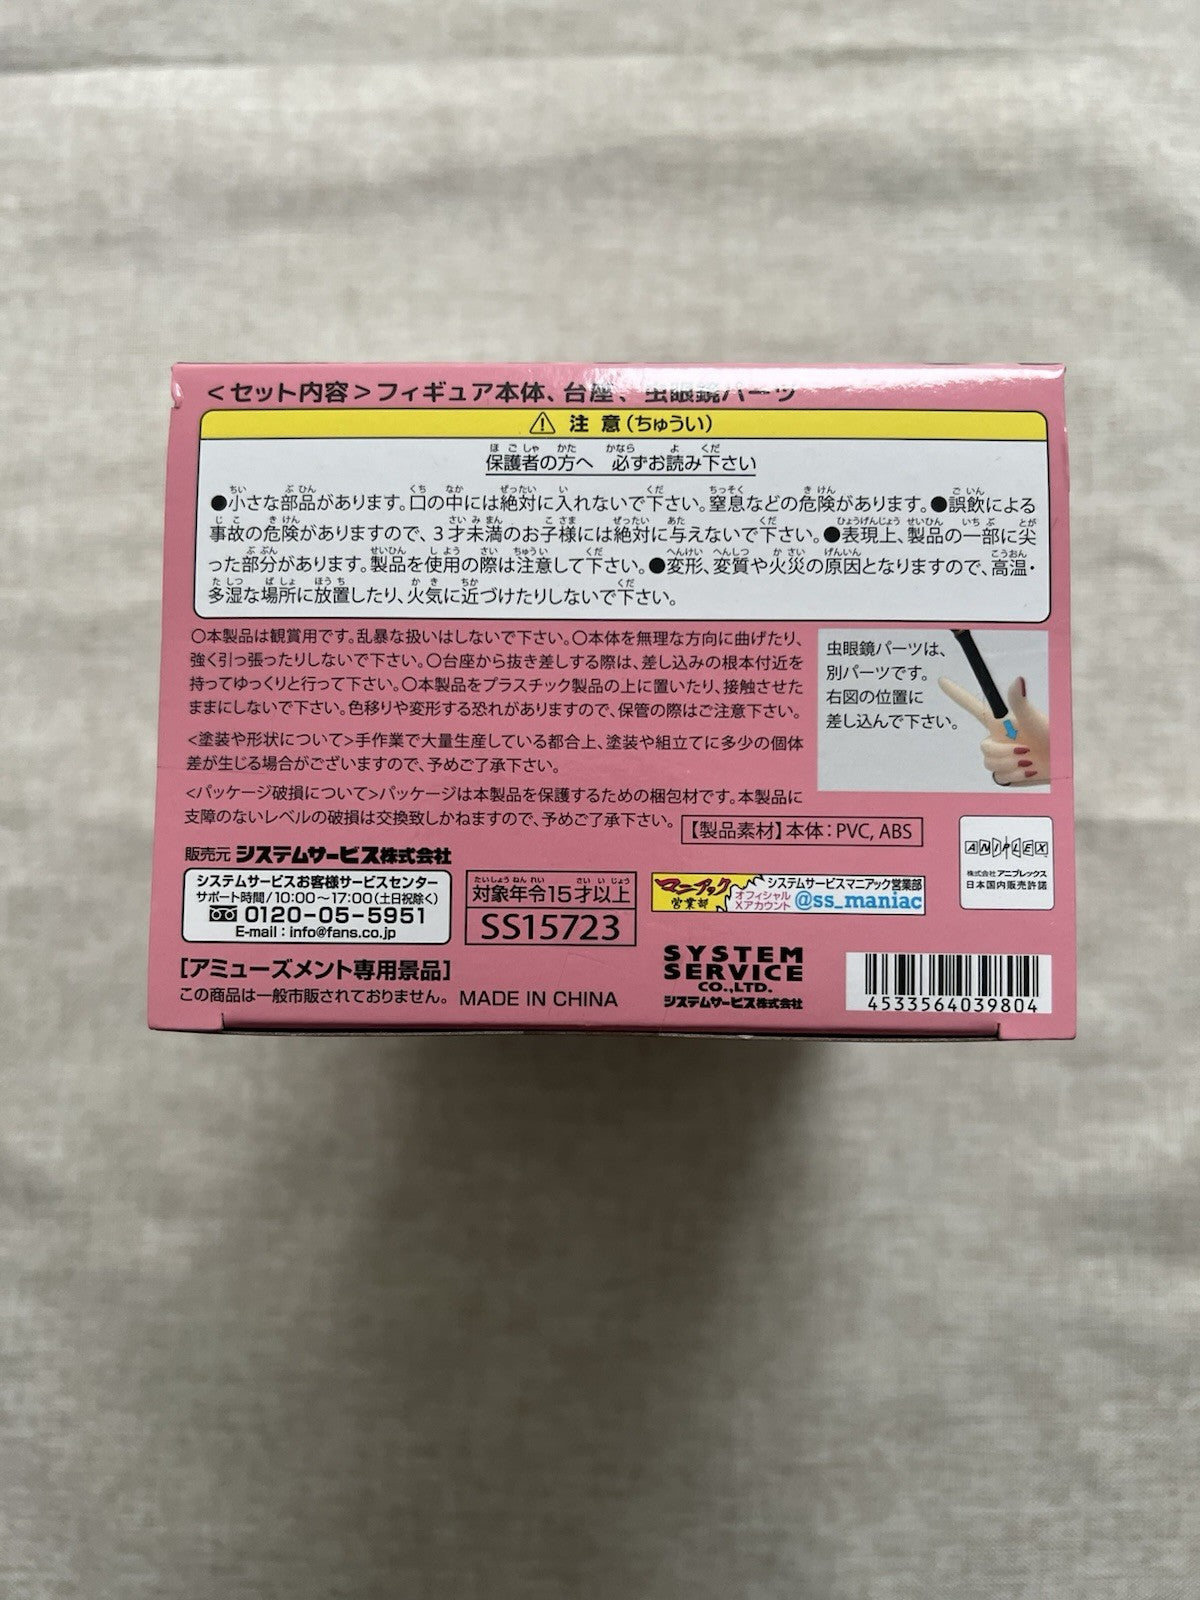 ＜セット内容＞フィギュア本体、台座、虫眼鏡パーツ
注 意（ちゅうい）
保護者の方へ 必ずお読み下さい
●小さな部品があります。口の中には絶対に入れないで下さい。窒息などの危険があります。●誤飲による
事故の危険がありますので、3才未満のお子様には絶対に与えないで下さい。●表現上、製品の一部に尖
った部分があります。製品を使用の際は注意して下さい。●変形、変質や火災の原因となりますので、高温・
多湿な場所に放置したり、火気に近づけたりしないで下さい。
〇本製品は観賞用です。乱暴な扱いはしないで下さい。〇本体を無理な方向に曲げたり、
強く引っ張ったりしないで下さい。〇台座から抜き差しする際は、差し込みの根本付近を
持ってゆっくりと行って下さい。〇本製品をプラスチック製品の上に置いたり、接触させた
ままにしないで下さい。色移りや変形する恐れがありますので、保管の際はご注意下さい。
虫眼鏡パーツは、
別パーツです。
右図の位置に
差し込んで下さい。
<塗装や形状について>手作業で大量生産している都合上、塗装や組立てに多少の個体
差が生じる場合がございますので、予めご了承下さい。
<パッケージ破損について>パッケージは本製品を保護するための梱包材です。本製品に
支障のないレベルの破損は交換致しかねますので、予めご了承下さい。
【製品素材】本体：PVC, ABS
ANIPLEX
株式会社 アニプレックス
日本国内販売許諾
販売元 システムサービス株式会社
システムサービスお客様サービスセンター
サポート時間/10:00～17:00（土日祝除く）
0120-05-5951
E-mail : info@fans.co.jp
たいしょうねんれい さいいじょう
対象年令15才以上
SS15723
マニアック
営業部
システムサービスマニアック営業部
オフィシャル
Xアカウント
@ss_maniac
［アミューズメント専用景品］
この商品は一般市販されておりません。 MADE IN CHINA
SYSTEM
SERVICE
CO.,LTD.
システムサービス株式会社
4533564039804